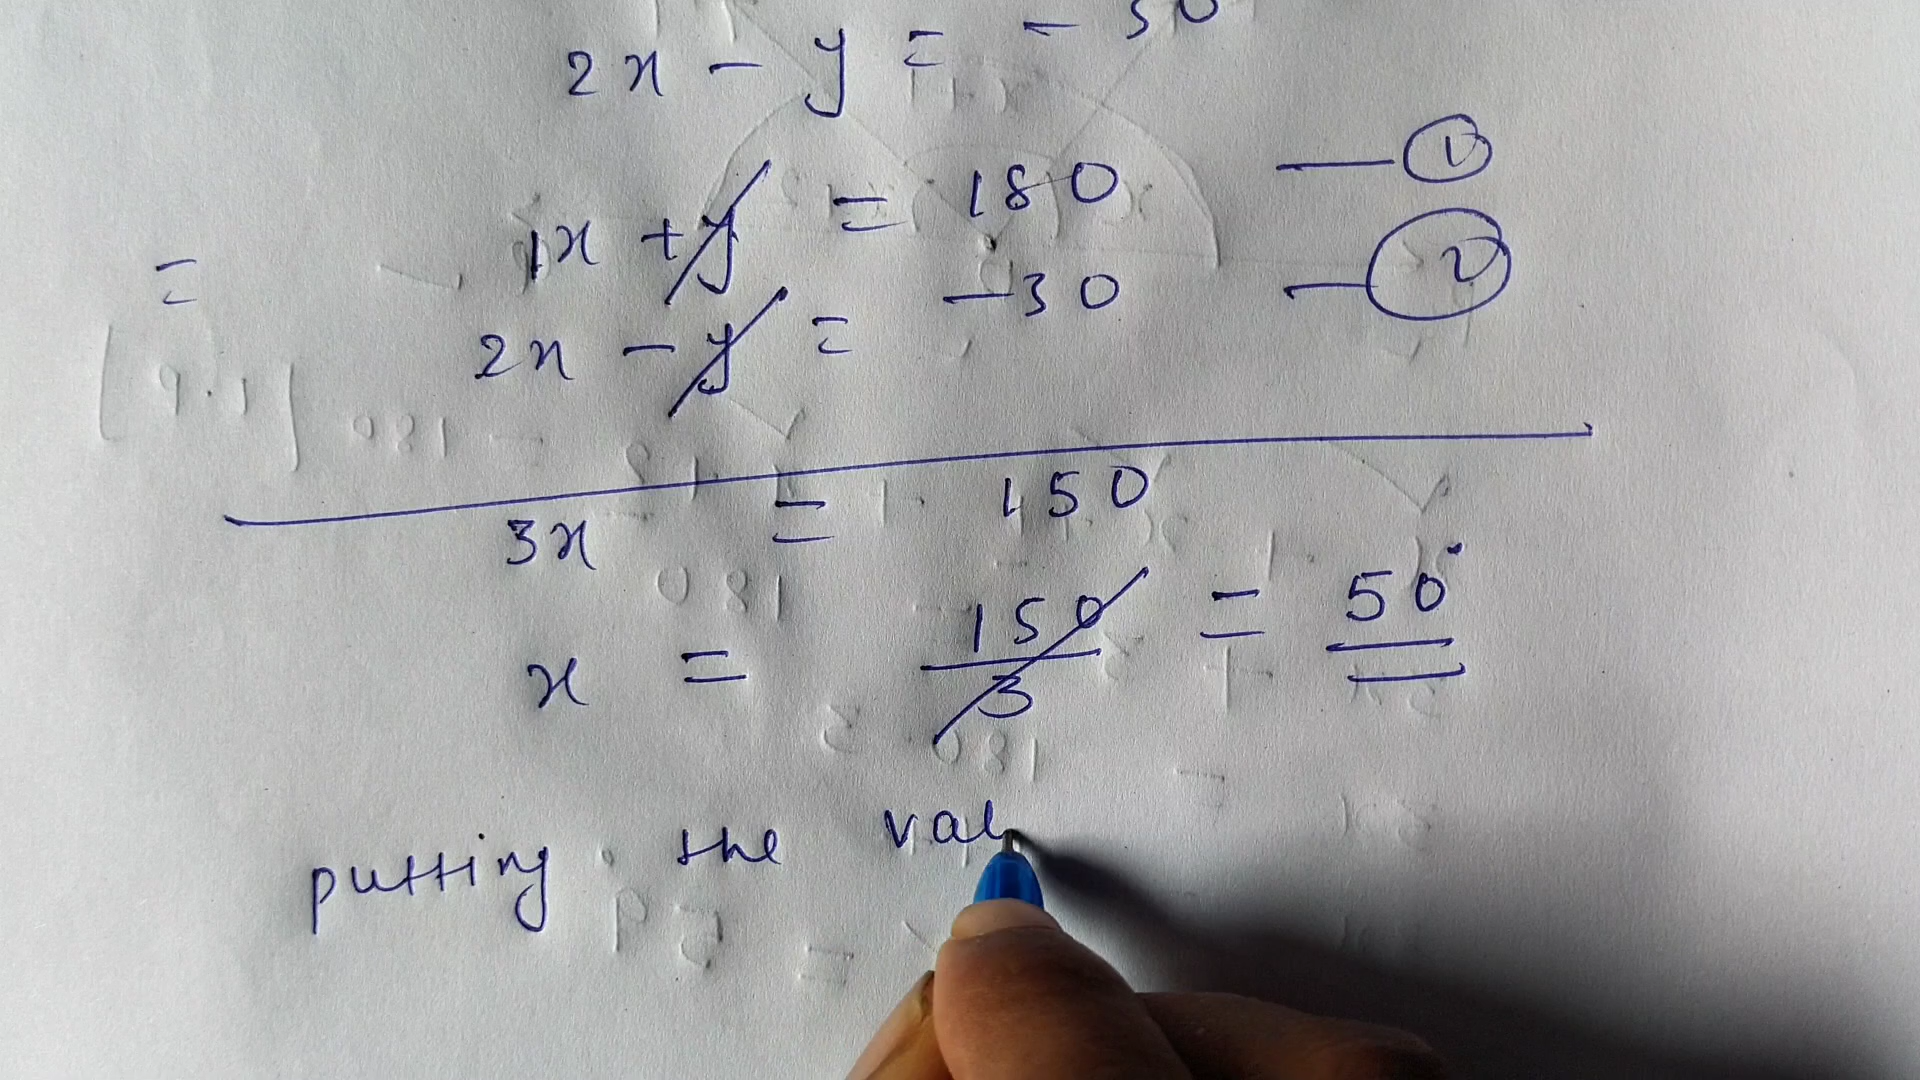 2x - y = - 30
1x + y = 180 — ①
= 2x - y = -30 — ②
3x = 150
x = 150/3 = 50°
putting the val